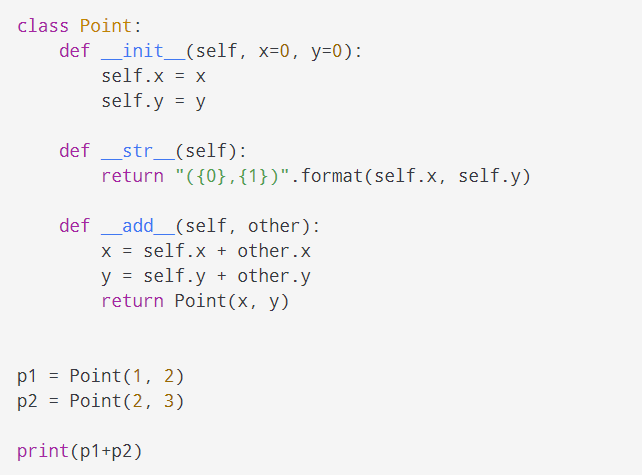 class Point:
    def __init__(self, x=0, y=0):
        self.x = x
        self.y = y

    def __str__(self):
        return "({0},{1})".format(self.x, self.y)

    def __add__(self, other):
        x = self.x + other.x
        y = self.y + other.y
        return Point(x, y)


p1 = Point(1, 2)
p2 = Point(2, 3)

print(p1+p2)